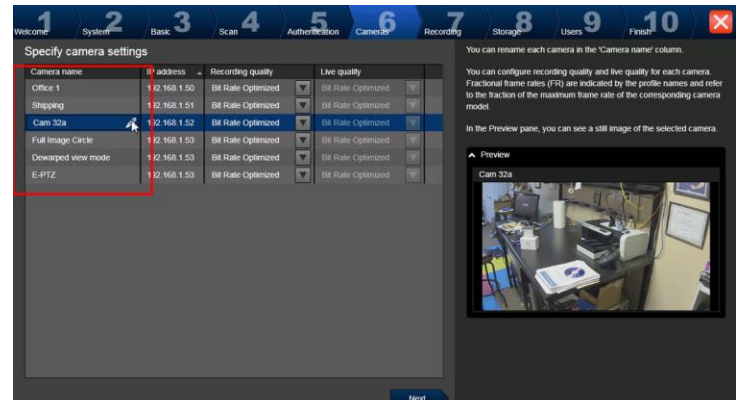 Welcome 1 System 2 Basic 3 Scan 4 Authentication 5 Cameras 6 Recording 7 Storage 8 Users 9 Finish 10
Specify camera settings
Camera name IP address Recording quality Live quality
Office 1 192.168.1.50 Bit Rate Optimized Bit Rate Optimized
Shipping 192.168.1.51 Bit Rate Optimized Bit Rate Optimized
Cam 32a 192.168.1.52 Bit Rate Optimized Bit Rate Optimized
Full Image Circle 192.168.1.53 Bit Rate Optimized Bit Rate Optimized
Dewarped view mode 192.168.1.53 Bit Rate Optimized Bit Rate Optimized
E-PTZ 192.168.1.53 Bit Rate Optimized Bit Rate Optimized
Next
You can rename each camera in the 'Camera name' column.
You can configure recording quality and live quality for each camera.
Fractional frame rates (FR) are indicated by the profile names and refer
to the fraction of the maximum frame rate of the corresponding camera
model.
In the Preview pane, you can see a still image of the selected camera.
Preview
Cam 32a